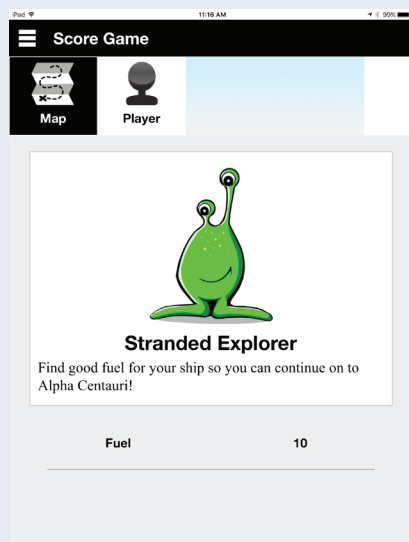 iPad 11:16 AM 99%
Score Game
Map Player
Stranded Explorer
Find good fuel for your ship so you can continue on to
Alpha Centauri!
Fuel 10